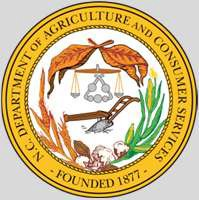 N.C. DEPARTMENT OF AGRICULTURE AND CONSUMER SERVICES
- FOUNDED 1877 -